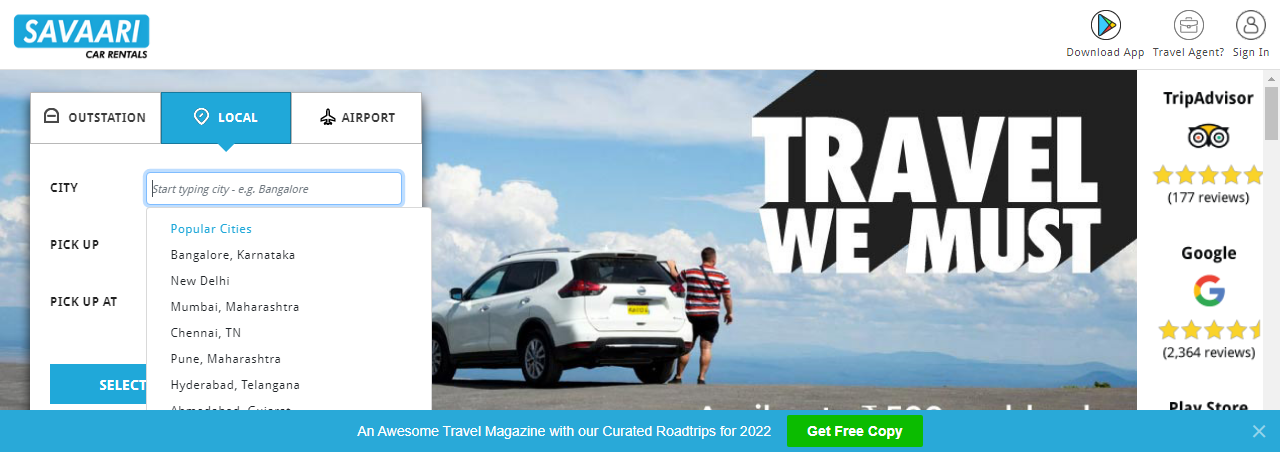 SAVAARI
CAR RENTALS
Download App
Travel Agent?
Sign In
OUTSTATION
LOCAL
AIRPORT
CITY
Start typing city - e.g. Bangalore
Popular Cities
PICK UP
Bangalore, Karnataka
New Delhi
PICK UP AT
Mumbai, Maharashtra
Chennai, TN
Pune, Maharashtra
SELECT
Hyderabad, Telangana
Ahmedabad, Gujarat
TRAVEL
WE MUST
TripAdvisor
(177 reviews)
Google
(2,364 reviews)
Play Store
An Awesome Travel Magazine with our Curated Roadtrips for 2022
Get Free Copy